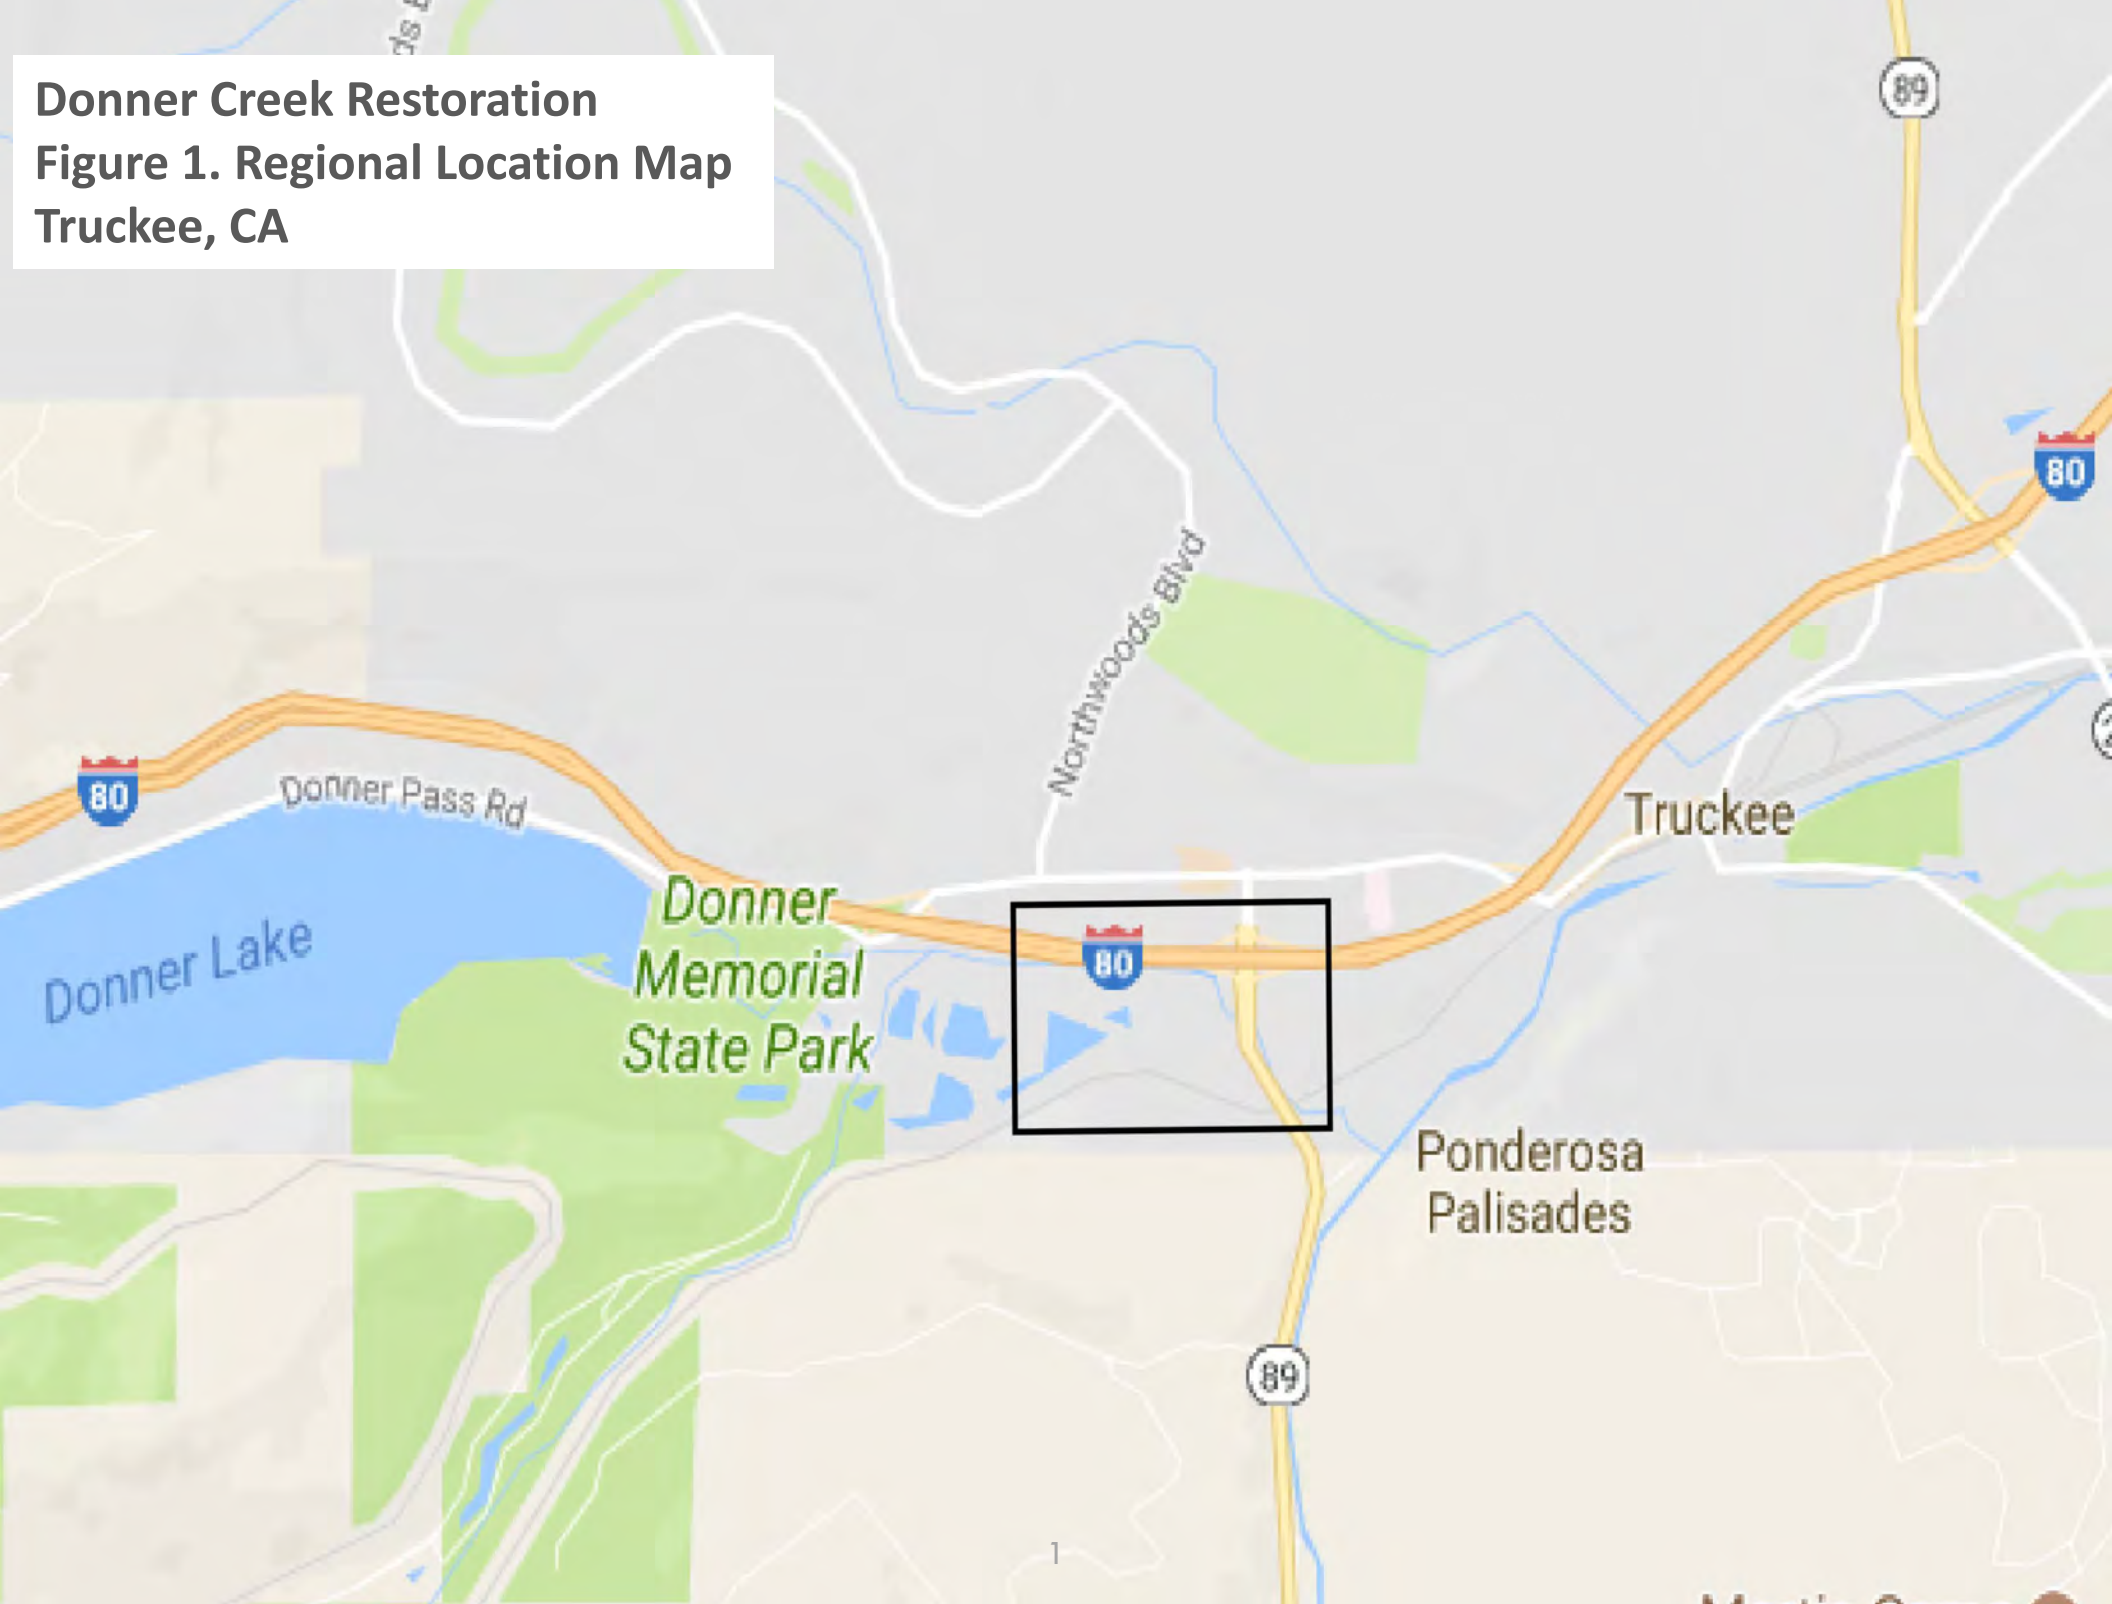 Donner Creek Restoration
Figure 1. Regional Location Map
Truckee, CA
89
80
Northwoods Blvd
80
Donner Pass Rd
Truckee
Donner
Memorial
State Park
Donner Lake
80
Ponderosa
Palisades
89
1